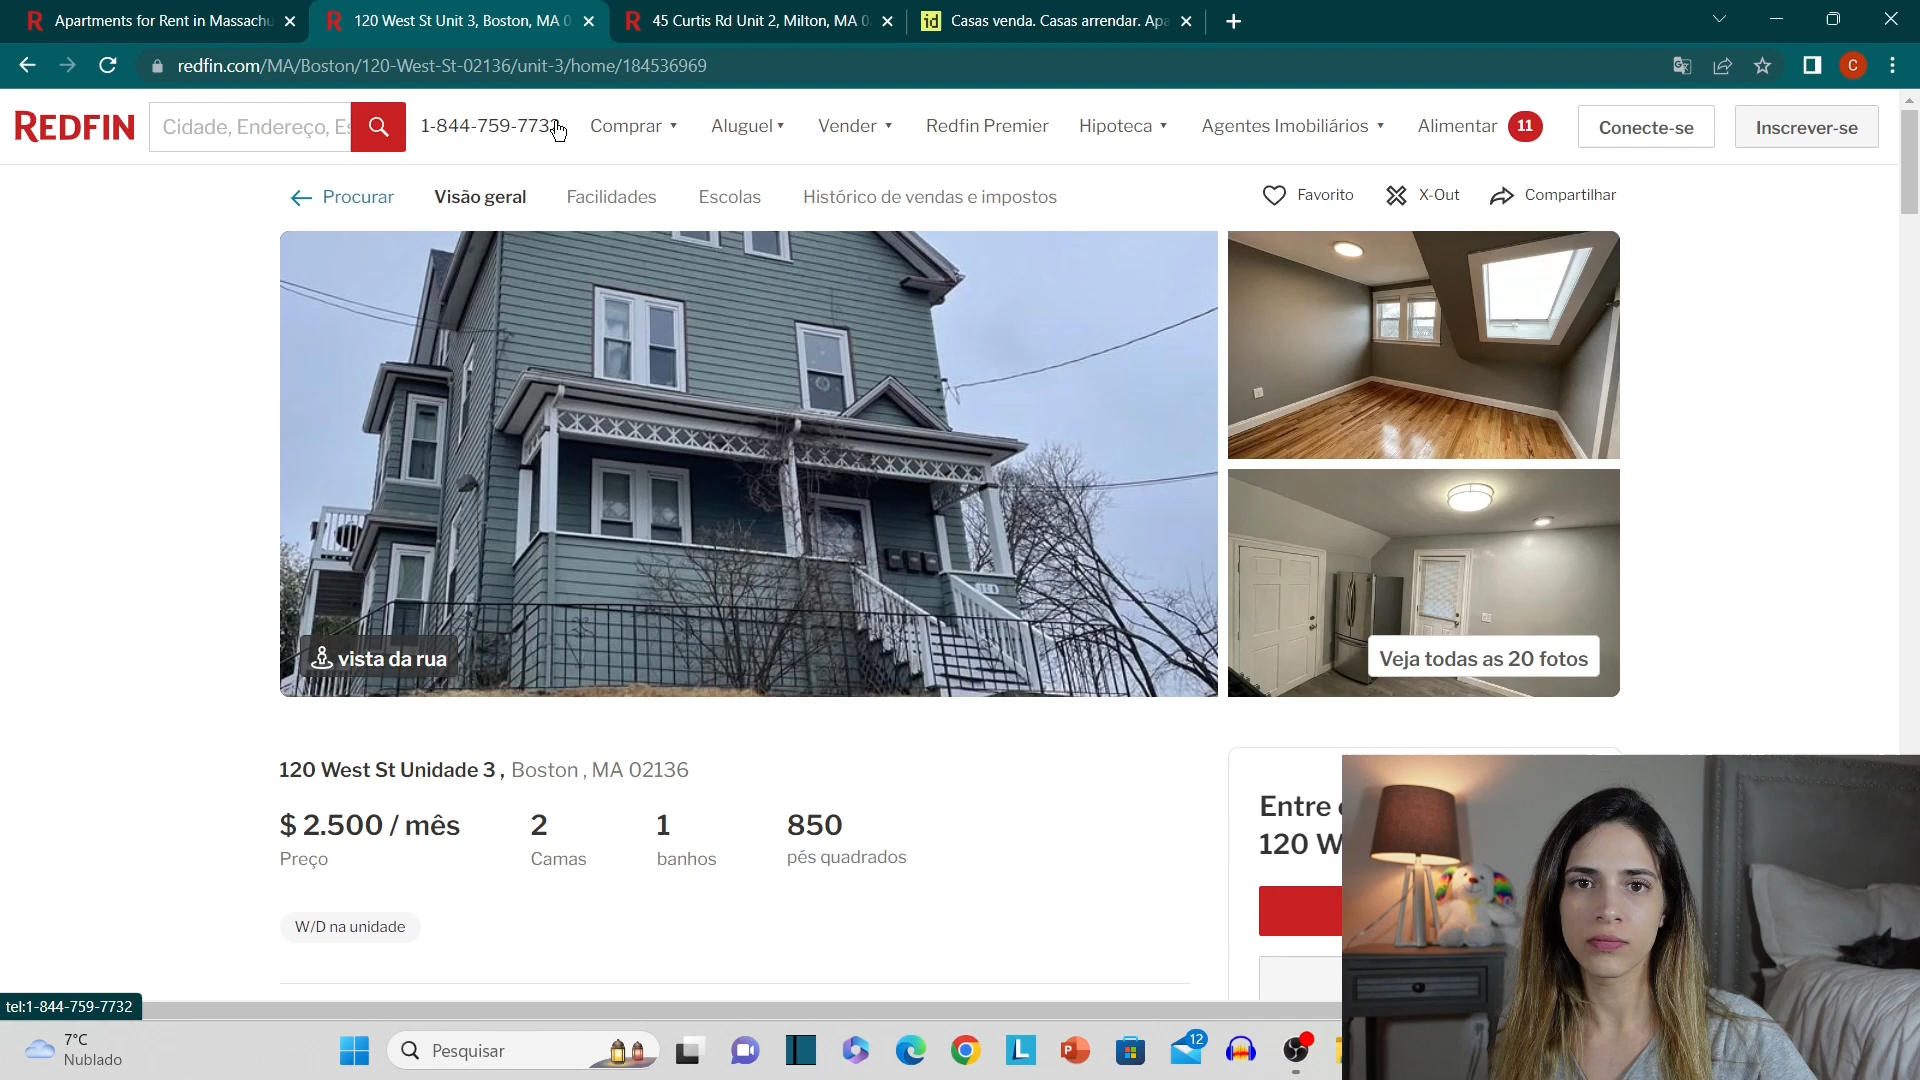 Apartments for Rent in Massachu
120 West St Unit 3, Boston, MA 0
45 Curtis Rd Unit 2, Milton, MA 0
id Casas venda. Casas arrendar. Apa
redfin.com/MA/Boston/120-West-St-02136/unit-3/home/184536969
C
REDFIN
Cidade, Endereço, Es
1-844-759-7732
Comprar
Aluguel
Vender
Redfin Premier
Hipoteca
Agentes Imobiliários
Alimentar 11
Conecte-se
Inscrever-se
Procurar
Visão geral
Facilidades
Escolas
Histórico de vendas e impostos
Favorito
X-Out
Compartilhar
vista da rua
Veja todas as 20 fotos
120 West St Unidade 3 , Boston , MA 02136
$ 2.500 / mês
2
1
850
Preço
Camas
banhos
pés quadrados
W/D na unidade
Entre
120 W
tel:1-844-759-7732
7°C
Nublado
Pesquisar
L
P
12